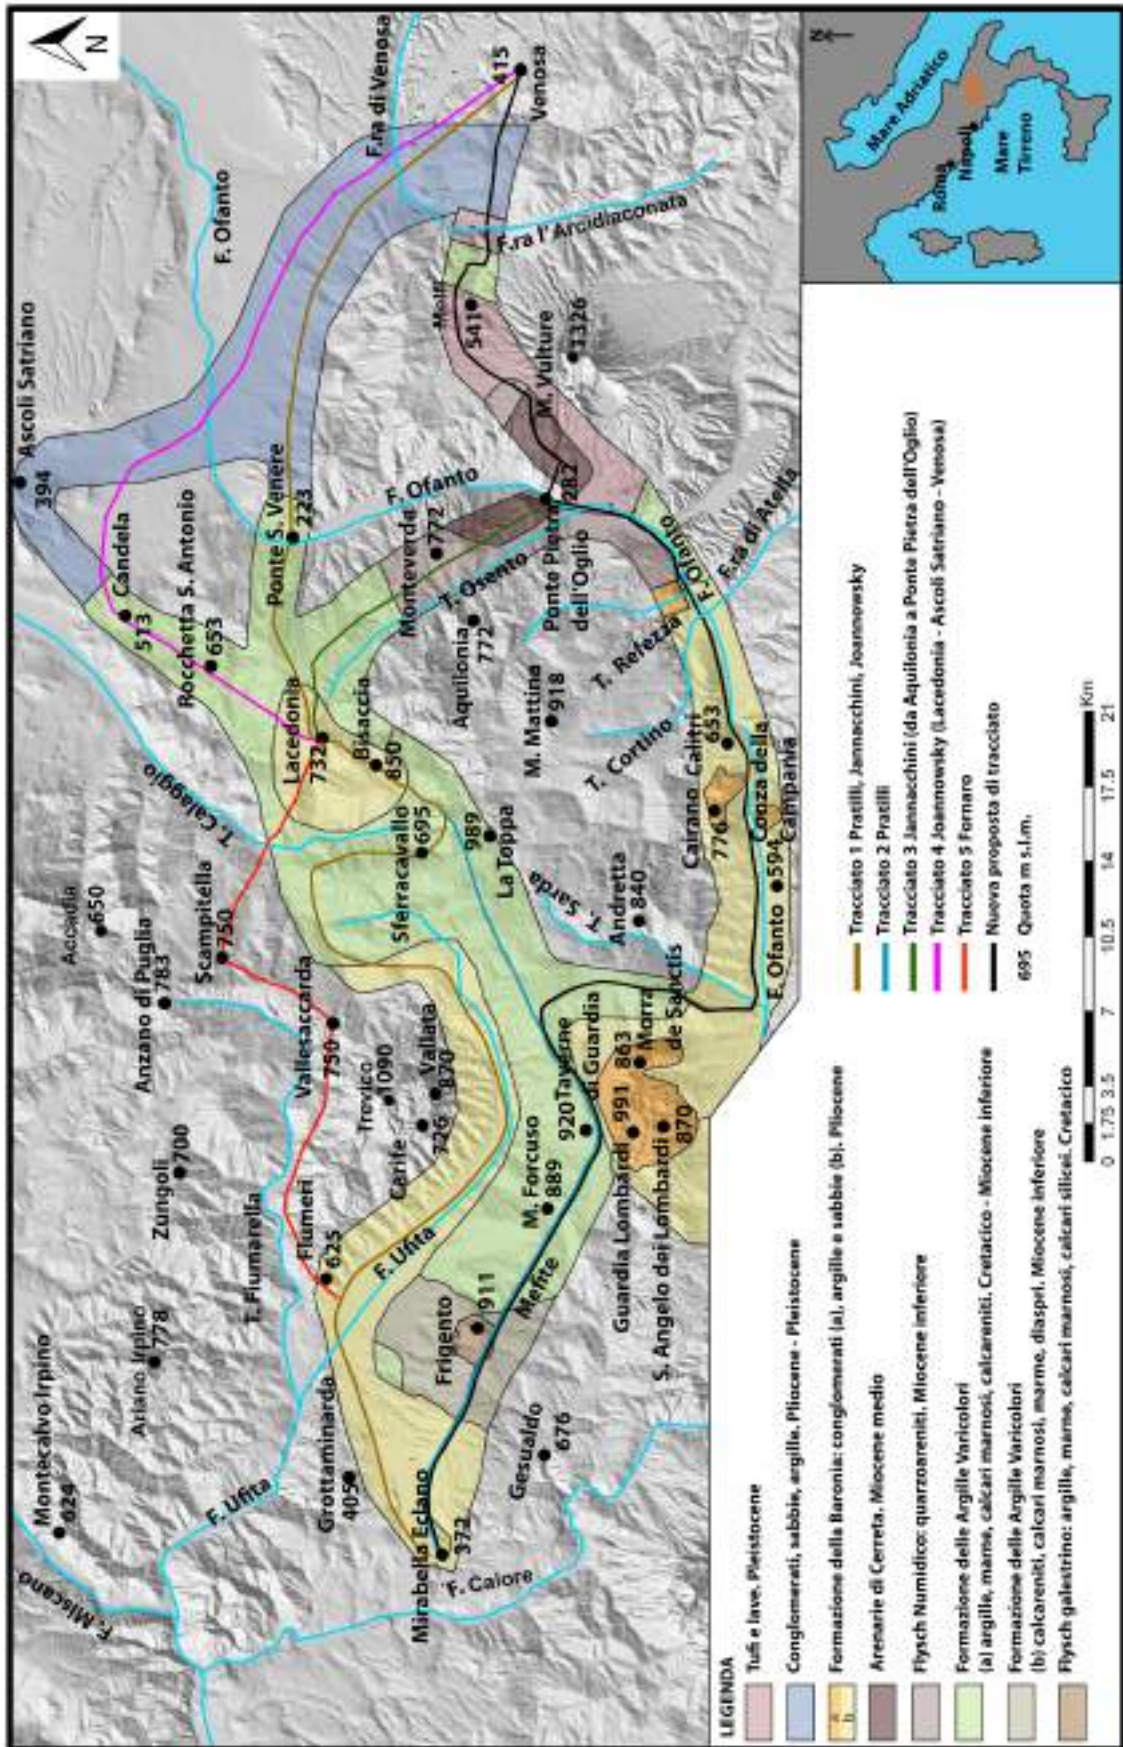 N
Montecalvo Irpino
624
F. Miscano
Ariano Irpino
778
Zungoli
700
Anzano di Puglia
783
Accadia
650
Ascoli Satriano
394
F. Ufita
T. Fiumarella
Scampitella
750
T. Calaggio
Candela
513
Rocchetta S. Antonio
653
F. Ofanto
F.ra di Venosa
Grottaminarda
405
Flumeri
625
Vallesaccarda
750
Lacedonia
732
Ponte S. Venere
223
Trevico
1090
Carife
726
Vallata
870
Sferracavallo
695
Bisaccia
850
Monteverde
772
F. Ofanto
Melfi
541
415
Venosa
Mirabella Eclano
372
F. Calore
Frigento
911
F. Ufita
M. Forcuso
889
Mefite
920 Taverne
di Guardia
989
La Toppa
Aquilonia
772
T. Osento
Ponte Pietra
dell'Oglio
282
M. Vulture
1326
F.ra l'Arcidiaconata
Gesualdo
676
Guardia Lombardi
991
S. Angelo dei Lombardi
870
863
Morra
de Sanctis
Andretta
840
T. Sarda
M. Mattina
918
T. Cortino
T. Refezza
F. Ofanto
F.ra di Atella
Cairano
776
Calitri
653
Conza della
Campania
594
F. Ofanto
LEGENDA
Tufi e lave. Pleistocene
Conglomerati, sabbie, argille. Pliocene - Pleistocene
a
b
Formazione della Baronia: conglomerati (a), argille e sabbie (b). Pliocene
Arenarie di Cerreta. Miocene medio
Flysch Numidico: quarzoareniti. Miocene inferiore
Formazione delle Argille Varicolori
(a) argille, marne, calcari marnosi, calcareniti. Cretacico - Miocene inferiore
Formazione delle Argille Varicolori
(b) calcareniti, calcari marnosi, marne, diaspri. Miocene inferiore
Flysch galestrino: argille, marne, calcari marnosi, calcari silicei. Cretacico
Tracciato 1 Pratilli, Jannacchini, Joannowsky
Tracciato 2 Pratilli
Tracciato 3 Jannachini (da Aquilonia a Ponte Pietra dell'Oglio)
Tracciato 4 Joannowsky (Lacedonia - Ascoli Satriano - Venosa)
Tracciato 5 Fornaro
Nuova proposta di tracciato
695 Quota m s.l.m.
0 1.75 3.5 7 10.5 14 17.5 21
Km
N
Mare Adriatico
Roma
Napoli
Mare
Tirreno